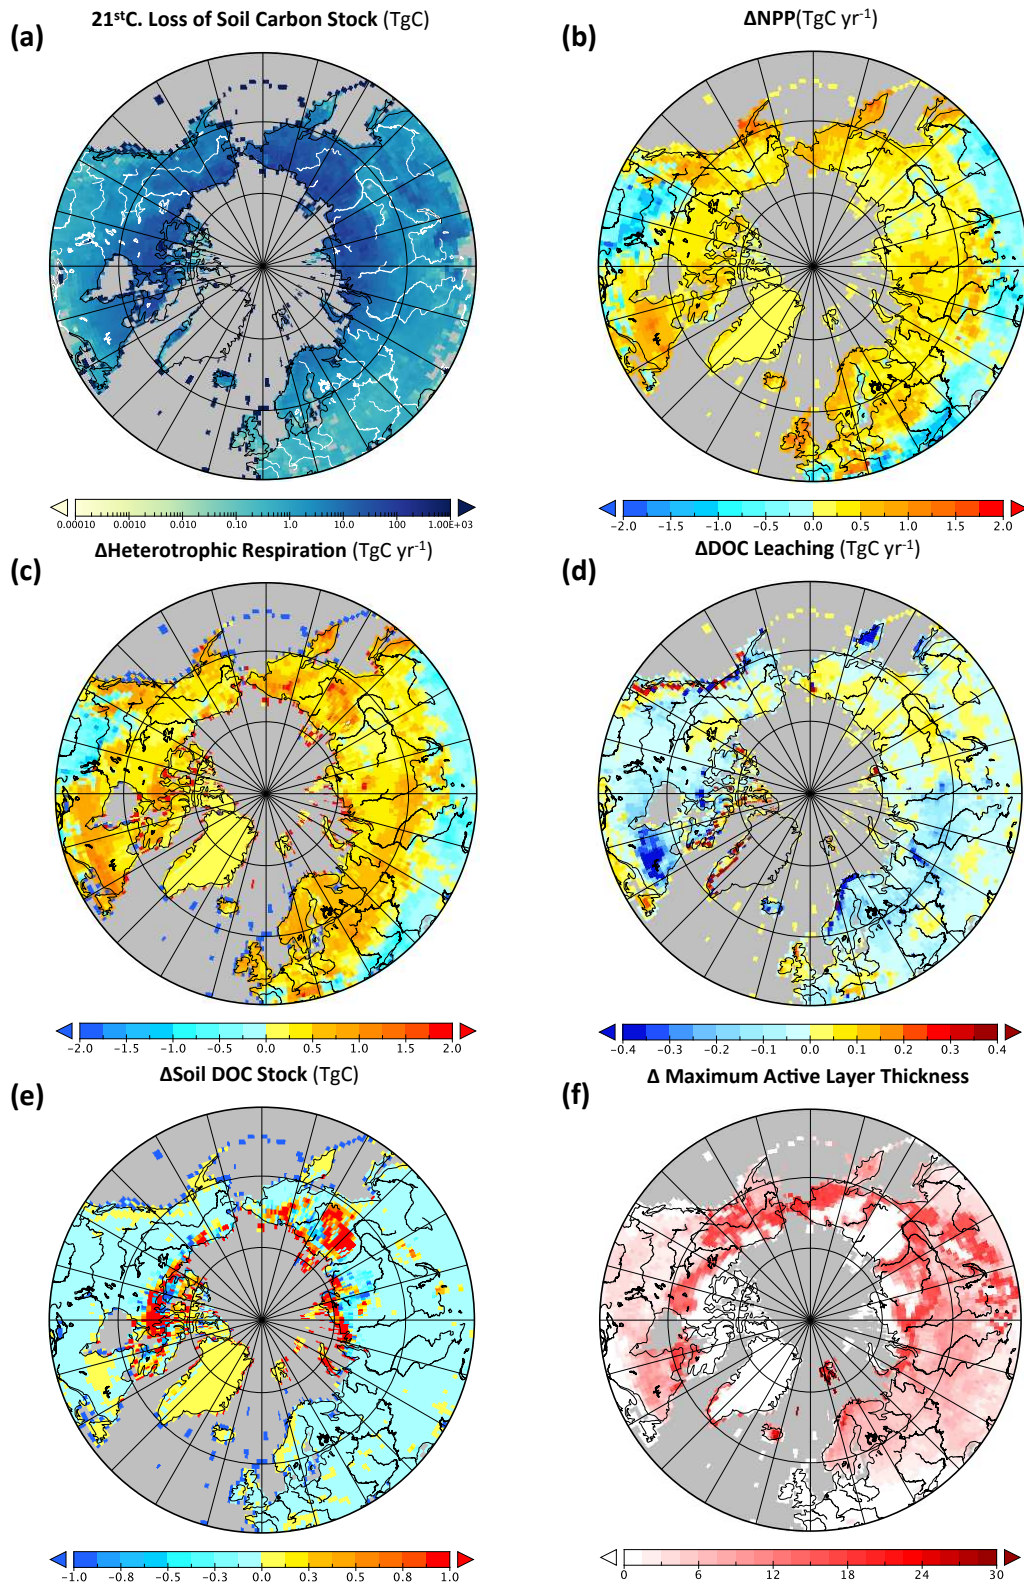 21stC. Loss of Soil Carbon Stock (TgC)
(a)
0.00010 0.0010 0.010 0.10 1.0 10.0 100 1.00E+03
ΔNPP(TgC yr-1)
(b)
−2.0 −1.5 −1.0 −0.5 0.0 0.5 1.0 1.5 2.0
ΔHeterotrophic Respiration (TgC yr-1)
(c)
−2.0 −1.5 −1.0 −0.5 0.0 0.5 1.0 1.5 2.0
ΔDOC Leaching (TgC yr-1)
(d)
−0.4 −0.3 −0.2 −0.1 0.0 0.1 0.2 0.3 0.4
ΔSoil DOC Stock (TgC)
(e)
−1.0 −0.8 −0.5 −0.3 0.0 0.3 0.5 0.8 1.0
Δ Maximum Active Layer Thickness
(f)
0 6 12 18 24 30